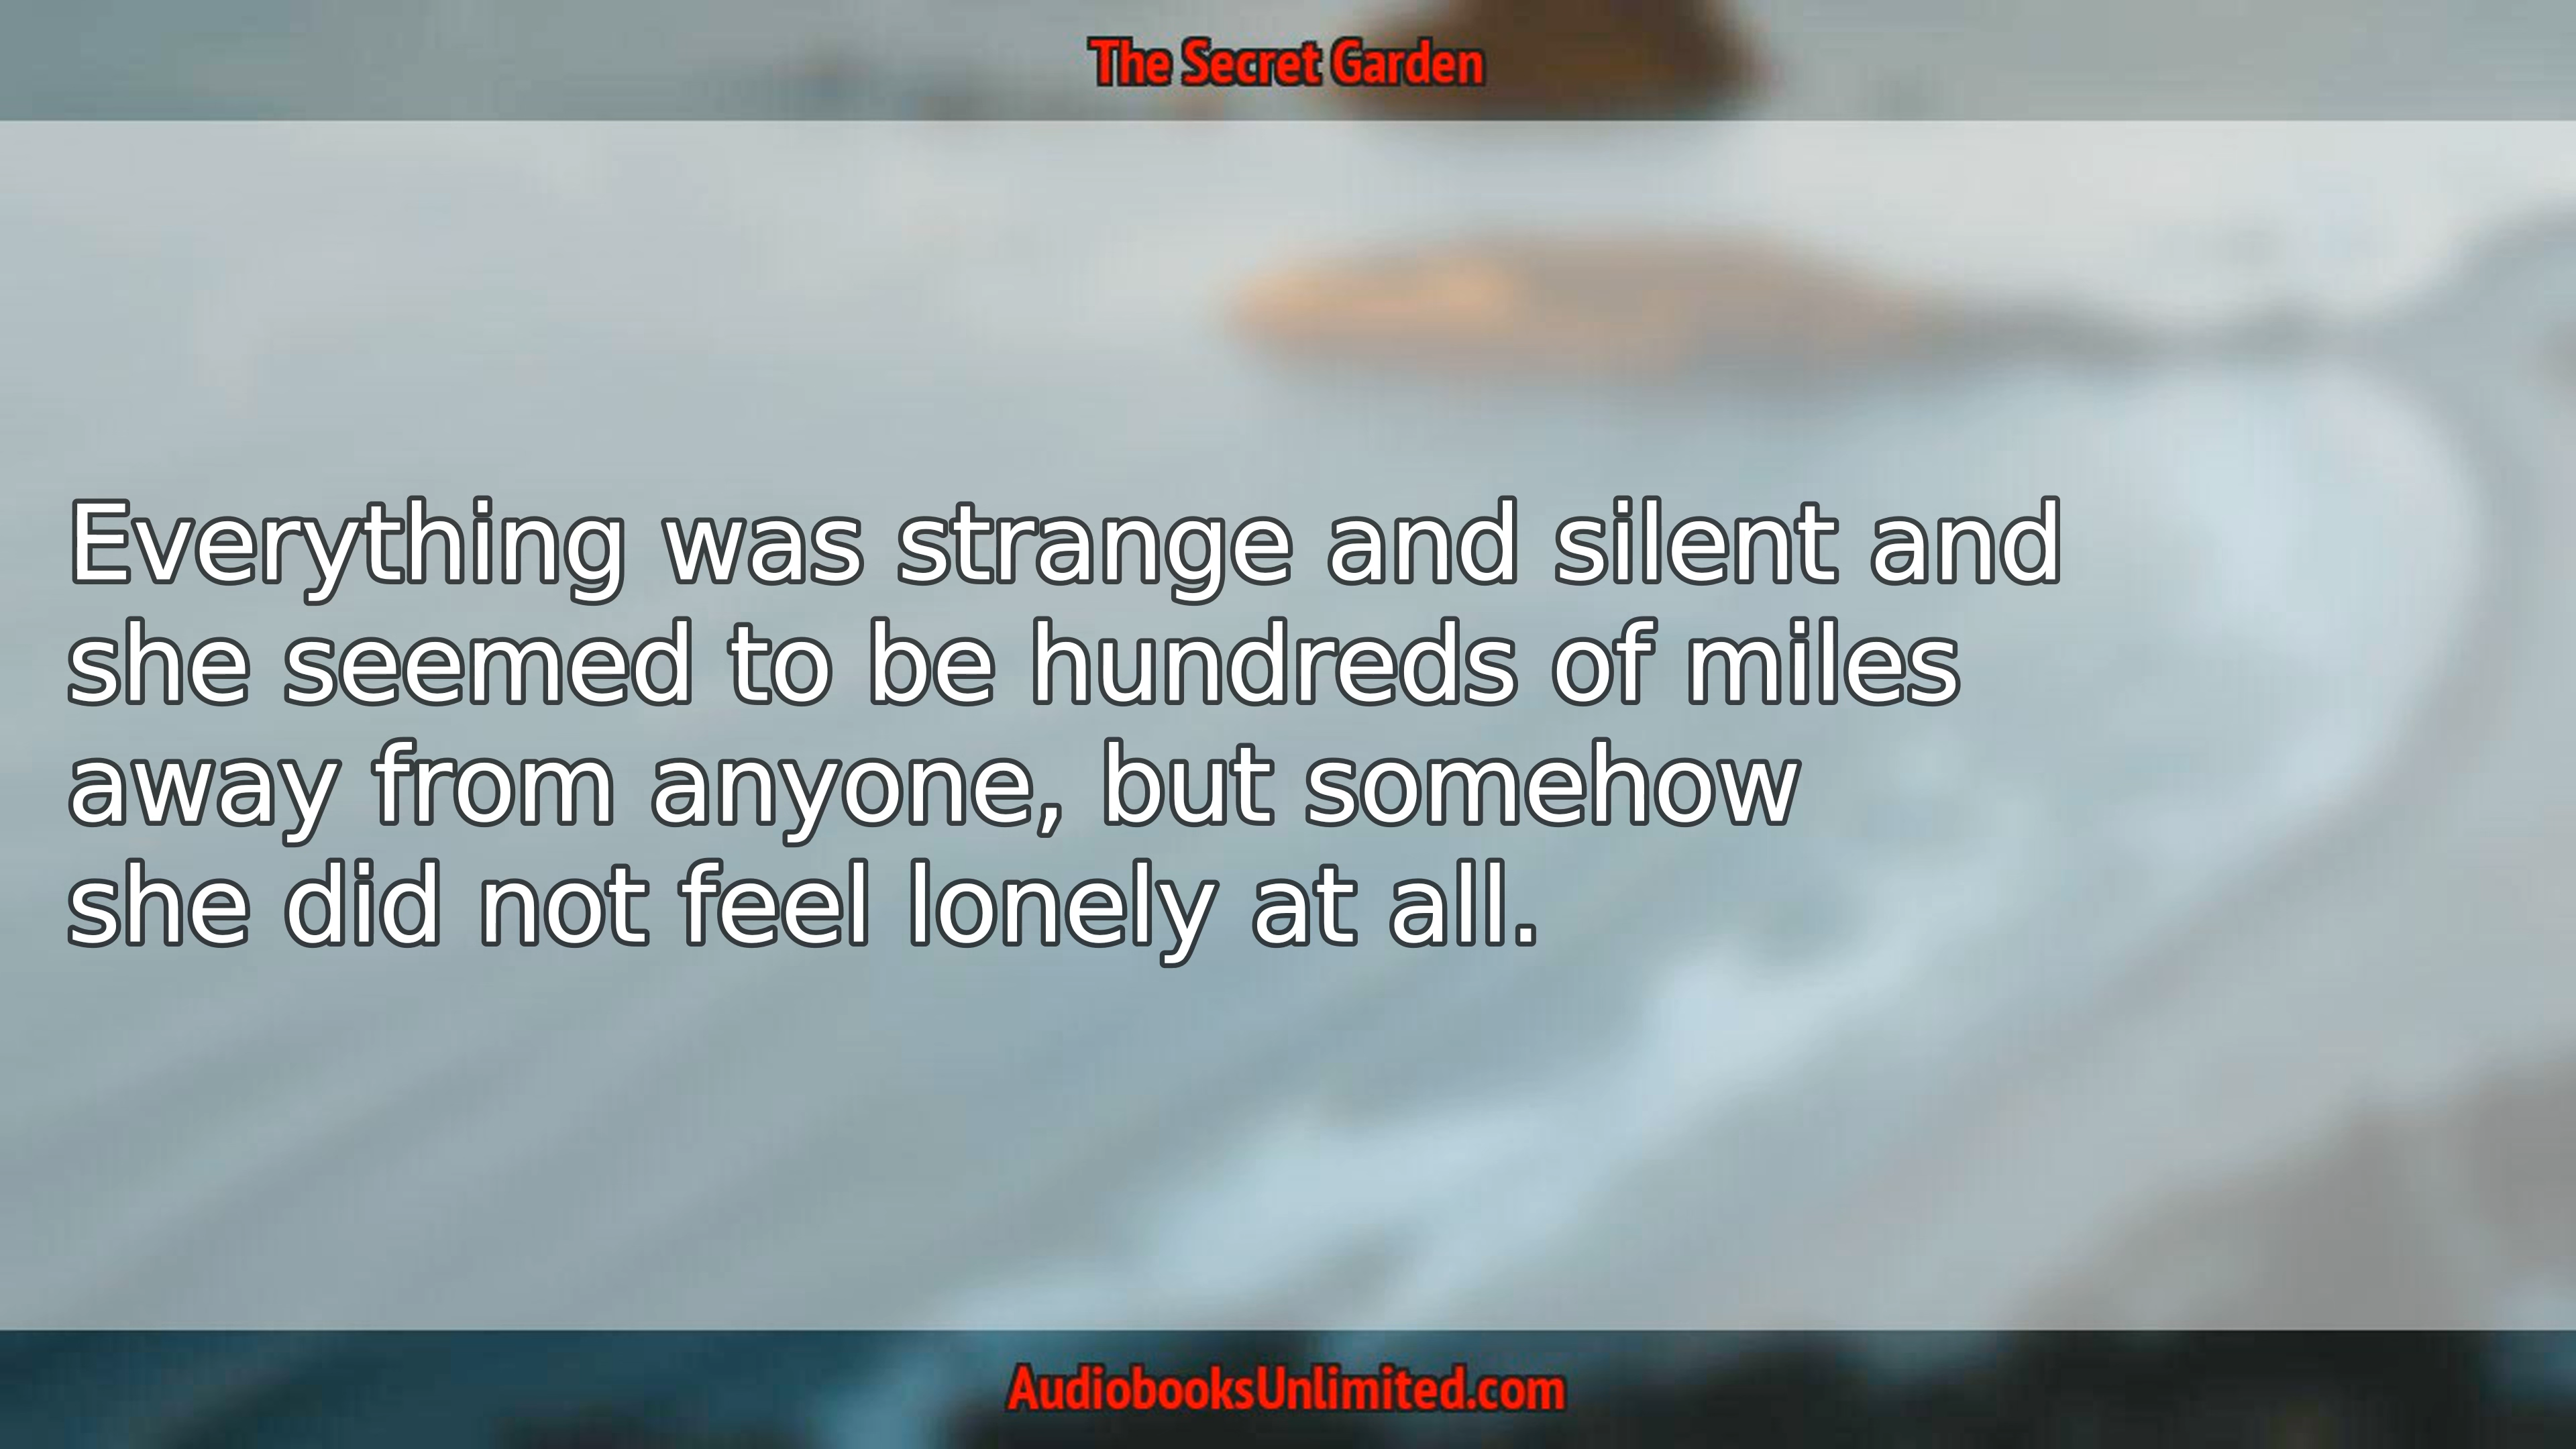 The Secret Garden
Everything was strange and silent and
she seemed to be hundreds of miles
away from anyone, but somehow
she did not feel lonely at all.
AudiobooksUnlimited.com